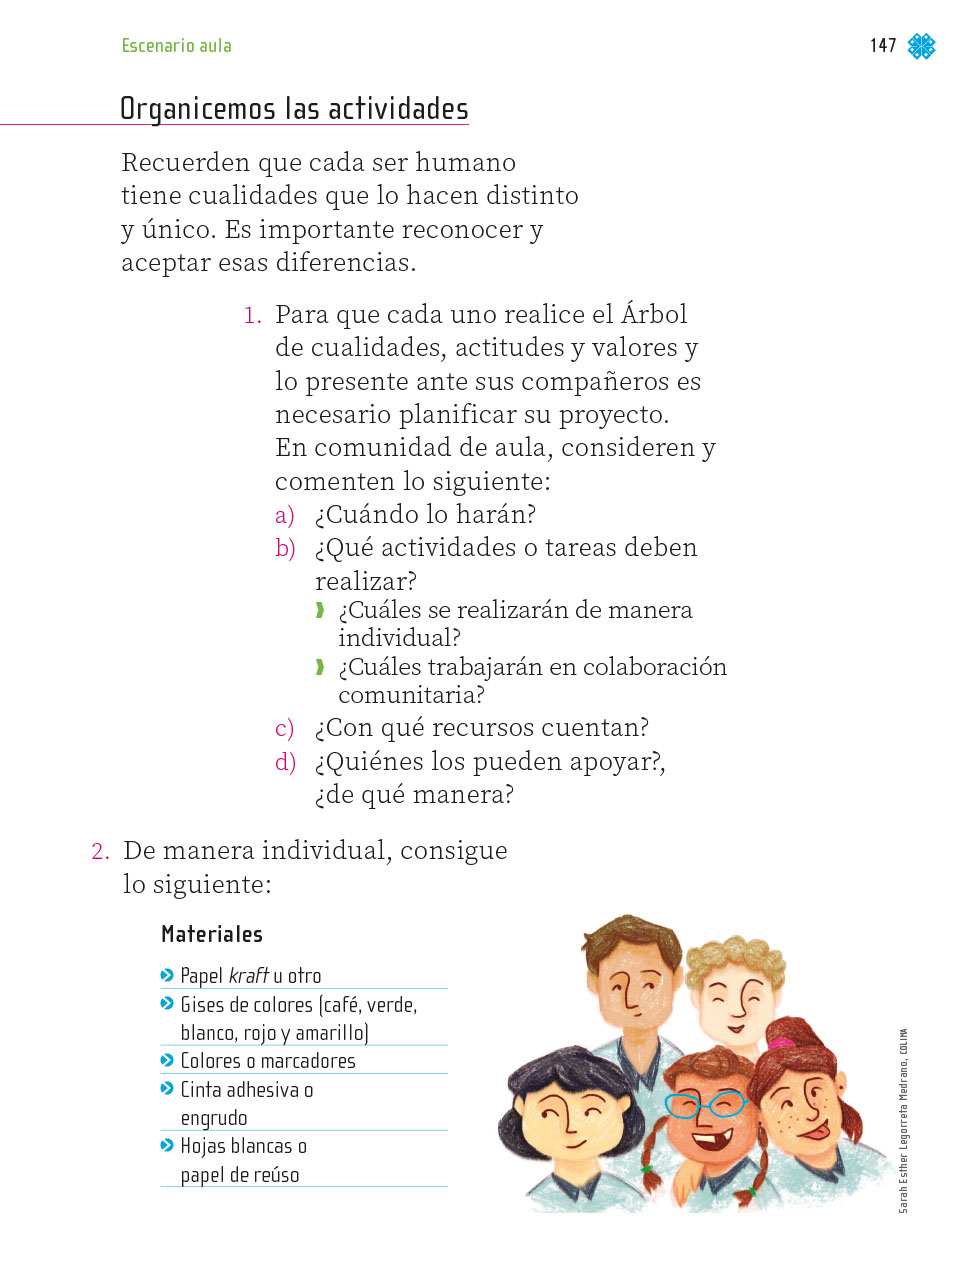 Escenario aula
147
Organicemos las actividades
Recuerden que cada ser humano
tiene cualidades que lo hacen distinto
y único. Es importante reconocer y
aceptar esas diferencias.
1. Para que cada uno realice el Árbol
de cualidades, actitudes y valores y
lo presente ante sus compañeros es
necesario planificar su proyecto.
En comunidad de aula, consideren y
comenten lo siguiente:
a) ¿Cuándo lo harán?
b) ¿Qué actividades o tareas deben
realizar?
¿Cuáles se realizarán de manera
individual?
¿Cuáles trabajarán en colaboración
comunitaria?
c) ¿Con qué recursos cuentan?
d) ¿Quiénes los pueden apoyar?,
¿de qué manera?
2. De manera individual, consigue
lo siguiente:
Materiales
Papel kraft u otro
Gises de colores (café, verde,
blanco, rojo y amarillo)
Colores o marcadores
Cinta adhesiva o
engrudo
Hojas blancas o
papel de reúso
Sarah Esther Legorreta Medrano, COLIMA